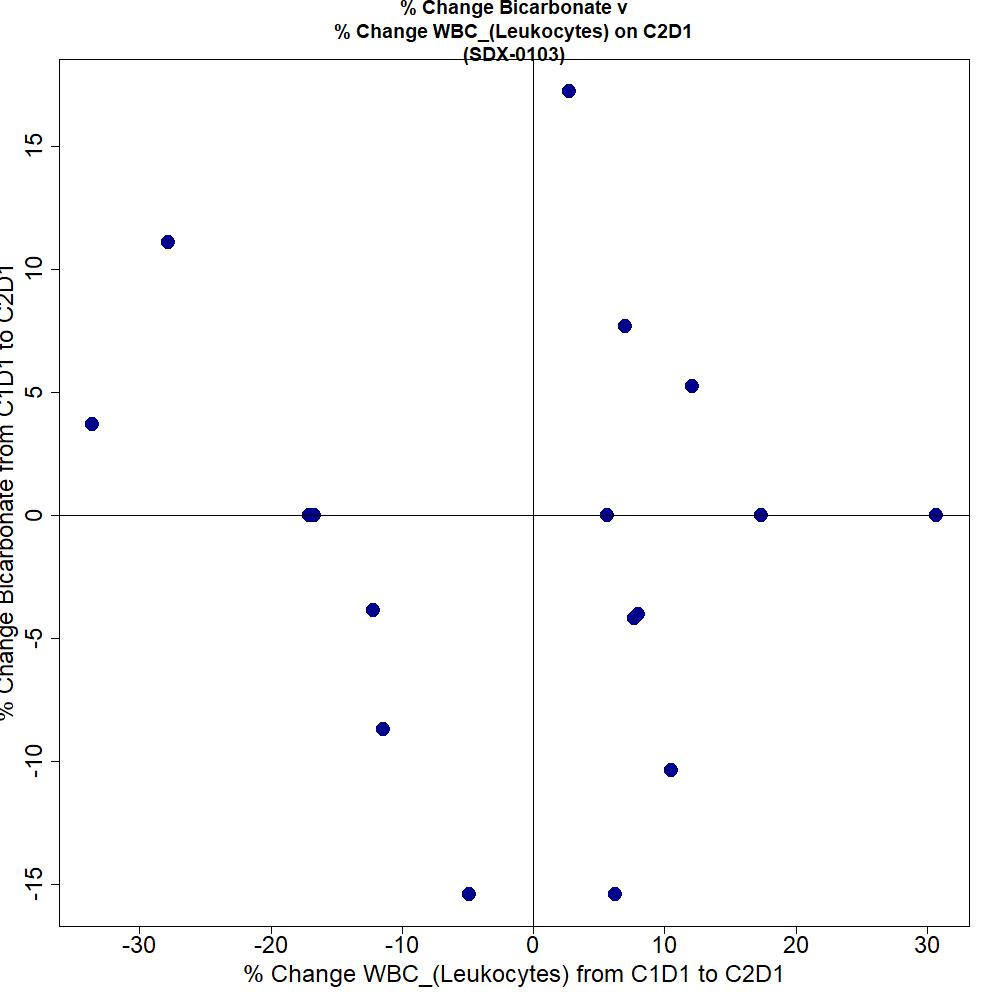 % Change Bicarbonate v
% Change WBC_(Leukocytes) on C2D1
(SDX-0103)
% Change Bicarbonate from C1D1 to C2D1
15
10
5
0
-5
-10
-15
-30
-20
-10
0
10
20
30
% Change WBC_(Leukocytes) from C1D1 to C2D1